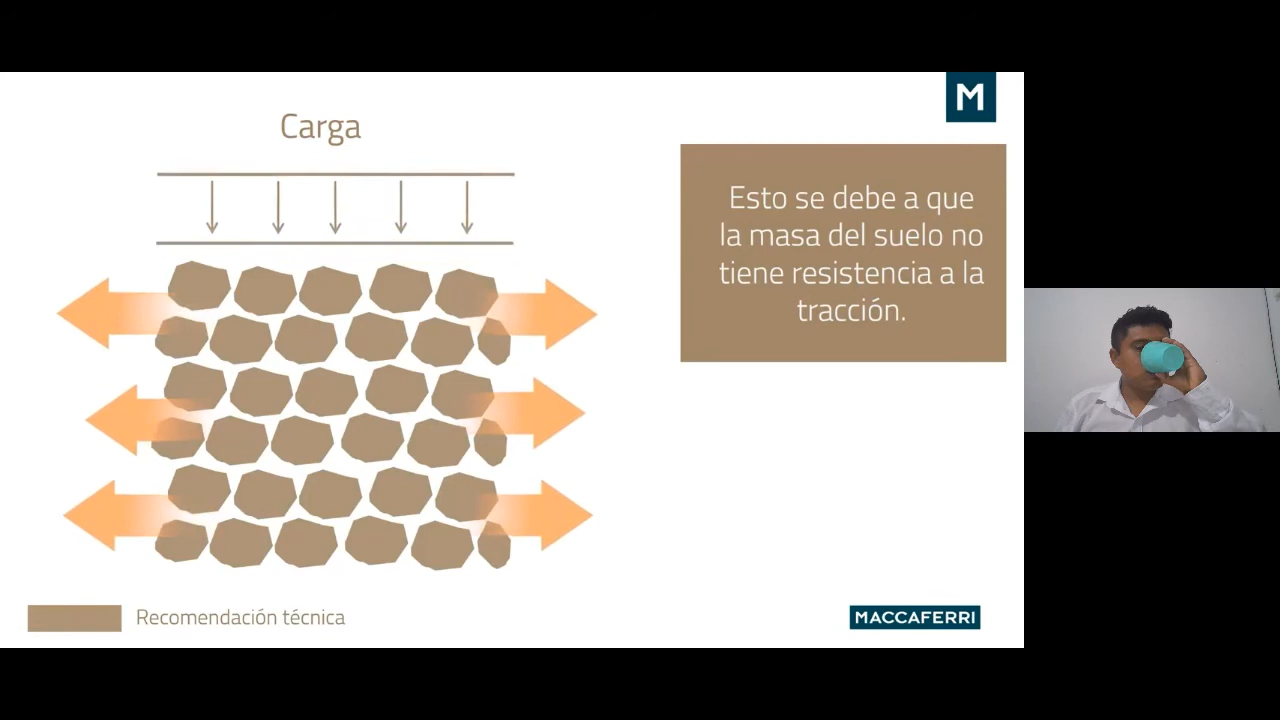 M
Carga
Esto se debe a que
la masa del suelo no
tiene resistencia a la
tracción.
Recomendación técnica
MACCAFERRI